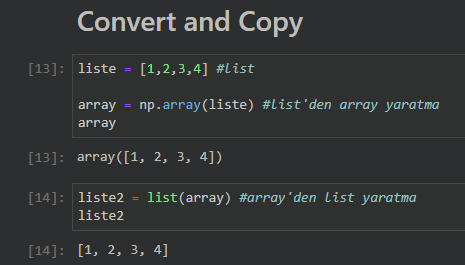 Convert and Copy
[13]: liste = [1,2,3,4] #list
array = np.array(liste) #list'den array yaratma
array
[13]: array([1, 2, 3, 4])
[14]: liste2 = list(array) #array'den list yaratma
liste2
[14]: [1, 2, 3, 4]